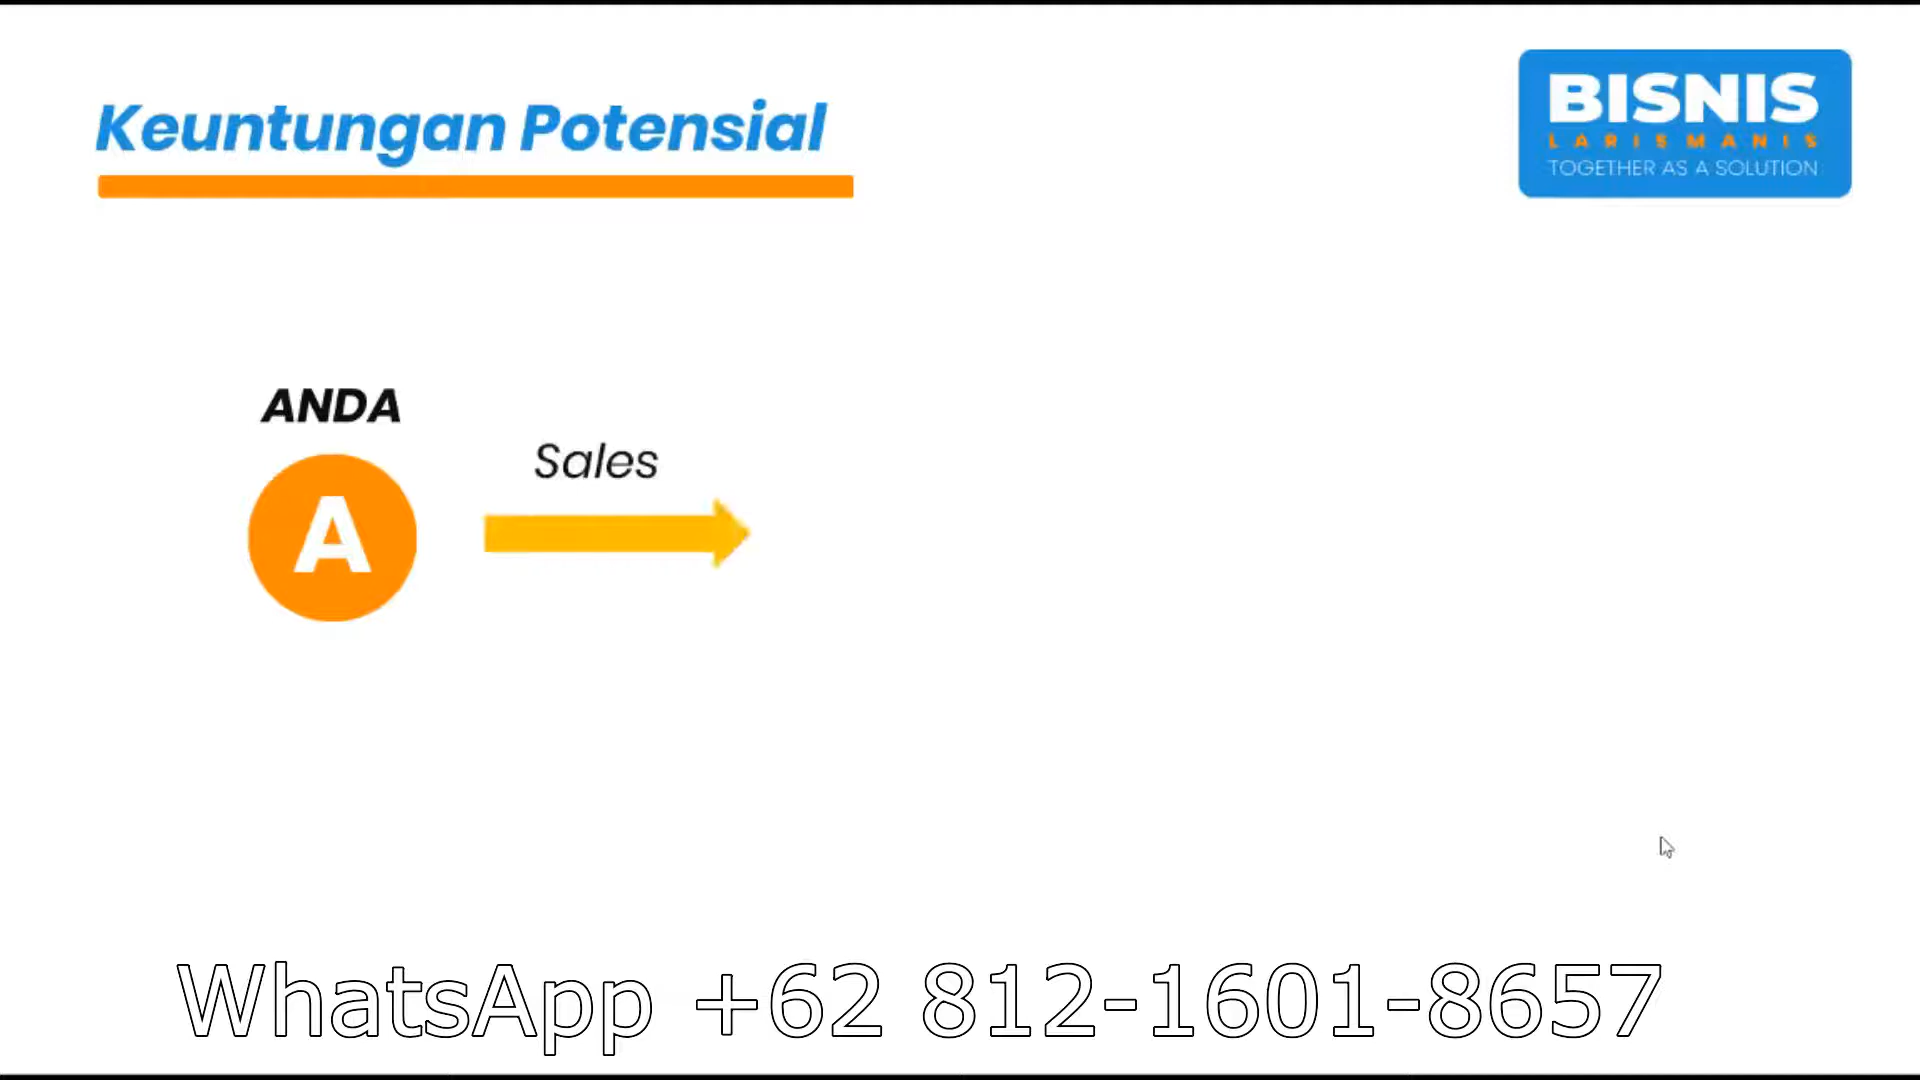 Keuntungan Potensial
BISNIS
LARISMANIS
TOGETHER AS A SOLUTION
ANDA
A
Sales
WhatsApp +62 812-1601-8657